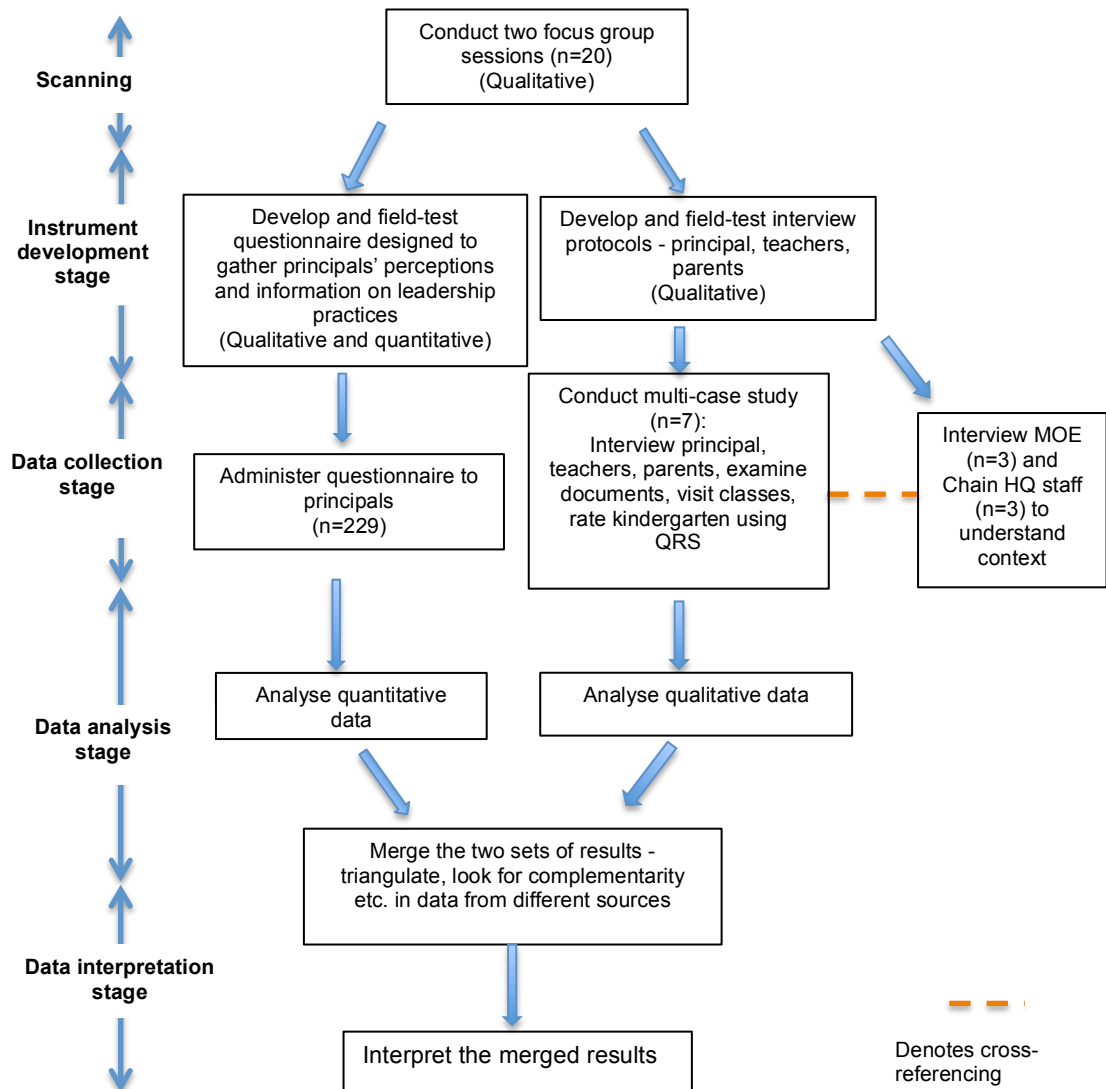 Conduct two focus group
sessions (n=20)
(Qualitative)
Scanning
Instrument
development
stage
Develop and field-test
questionnaire designed to
gather principals’ perceptions
and information on leadership
practices
(Qualitative and quantitative)
Develop and field-test interview
protocols - principal, teachers,
parents
(Qualitative)
Data collection
stage
Administer questionnaire to
principals
(n=229)
Conduct multi-case study
(n=7):
Interview principal,
teachers, parents, examine
documents, visit classes,
rate kindergarten using
QRS
Interview MOE
(n=3) and
Chain HQ staff
(n=3) to
understand
context
Data analysis
stage
Analyse quantitative
data
Analyse qualitative data
Merge the two sets of results -
triangulate, look for complementarity
etc. in data from different sources
Data interpretation
stage
Interpret the merged results
Denotes cross-
referencing